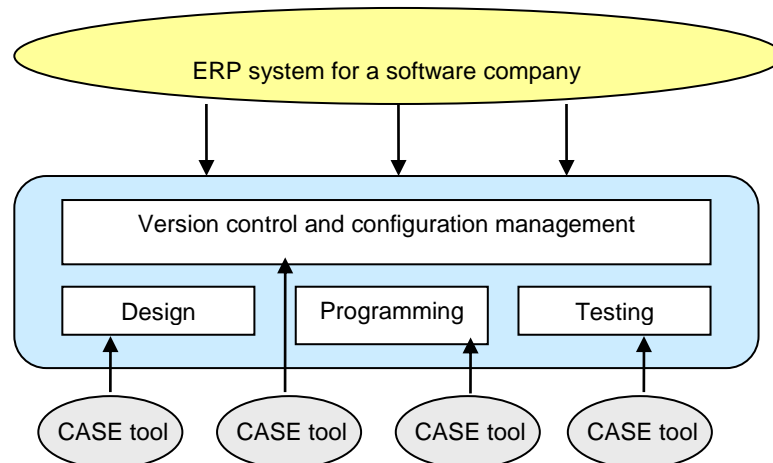 ERP system for a software company
Version control and configuration management
Design
Programming
Testing
CASE tool
CASE tool
CASE tool
CASE tool